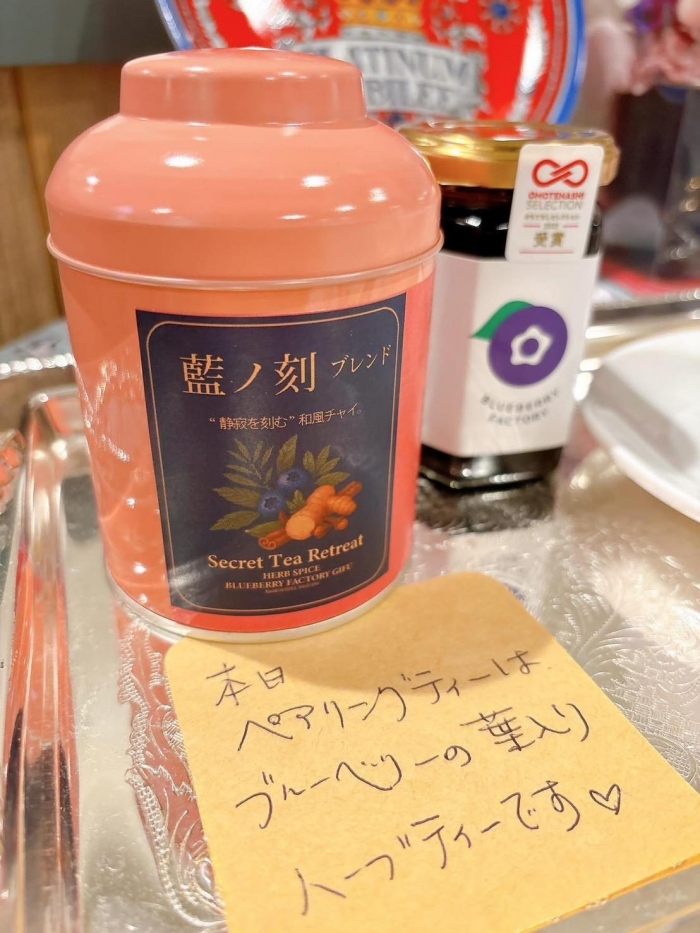 PLATINUM
JUBILEE
OMOTENASHI
SELECTION
受賞
藍ノ刻 ブレンド
“静寂を刻む” 和風チャイ。
Secret Tea Retreat
HERB SPICE
BLUEBERRY FACTORY GIFU
BLUEBERRY
FACTORY
本日
ペアリングティーは
ブルーベリーの葉入り
ハーブティーです♡